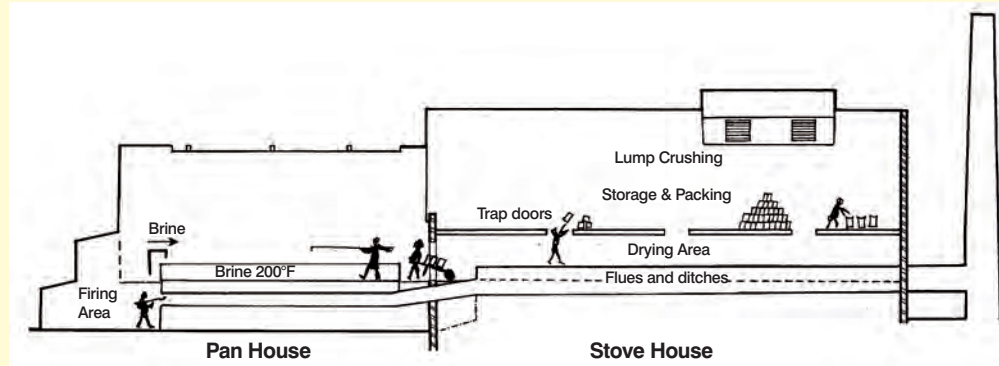 Lump Crushing
Storage & Packing
Trap doors
Brine
Drying Area
Brine 200°F
Flues and ditches
Firing
Area
Pan House
Stove House